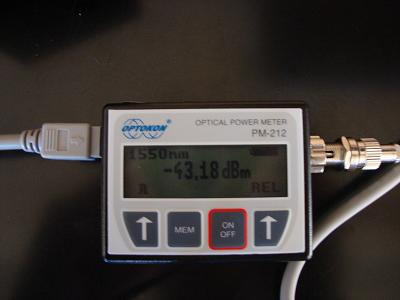 OPTOKON ®
OPTICAL POWER METER
PM-212
1550nm
-43,18 dBm
REL
MEM
ON
OFF